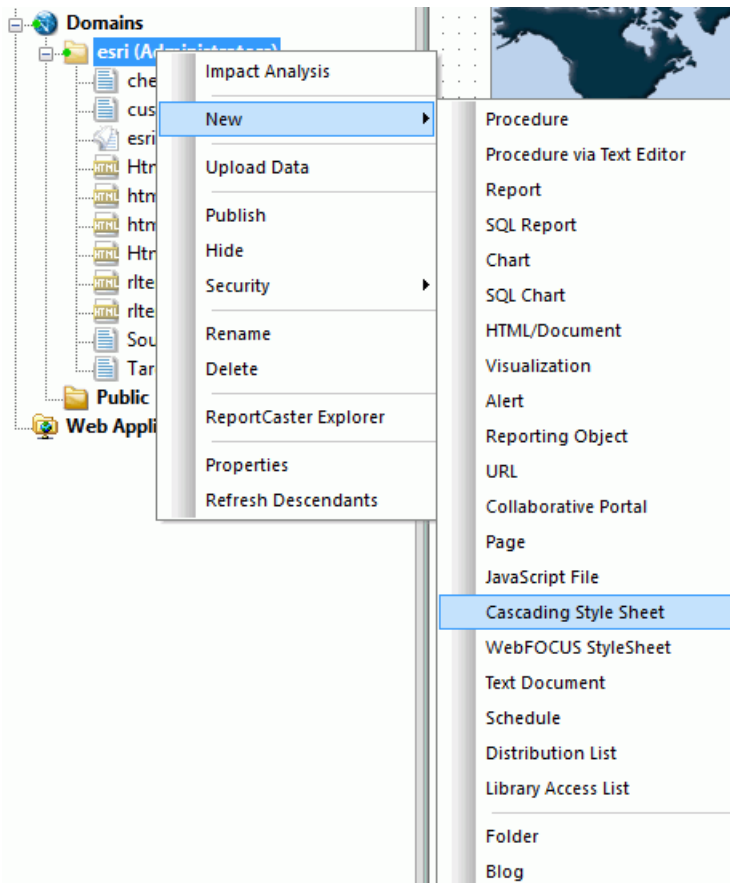 Domains
esri (Administrators)
che
cus
esri
Htr
htm
htm
Htr
rlte
rlte
Sou
Tar
Public
Web Appli
Impact Analysis
New
Upload Data
Publish
Hide
Security
Rename
Delete
ReportCaster Explorer
Properties
Refresh Descendants
Procedure
Procedure via Text Editor
Report
SQL Report
Chart
SQL Chart
HTML/Document
Visualization
Alert
Reporting Object
URL
Collaborative Portal
Page
JavaScript File
Cascading Style Sheet
WebFOCUS StyleSheet
Text Document
Schedule
Distribution List
Library Access List
Folder
Blog